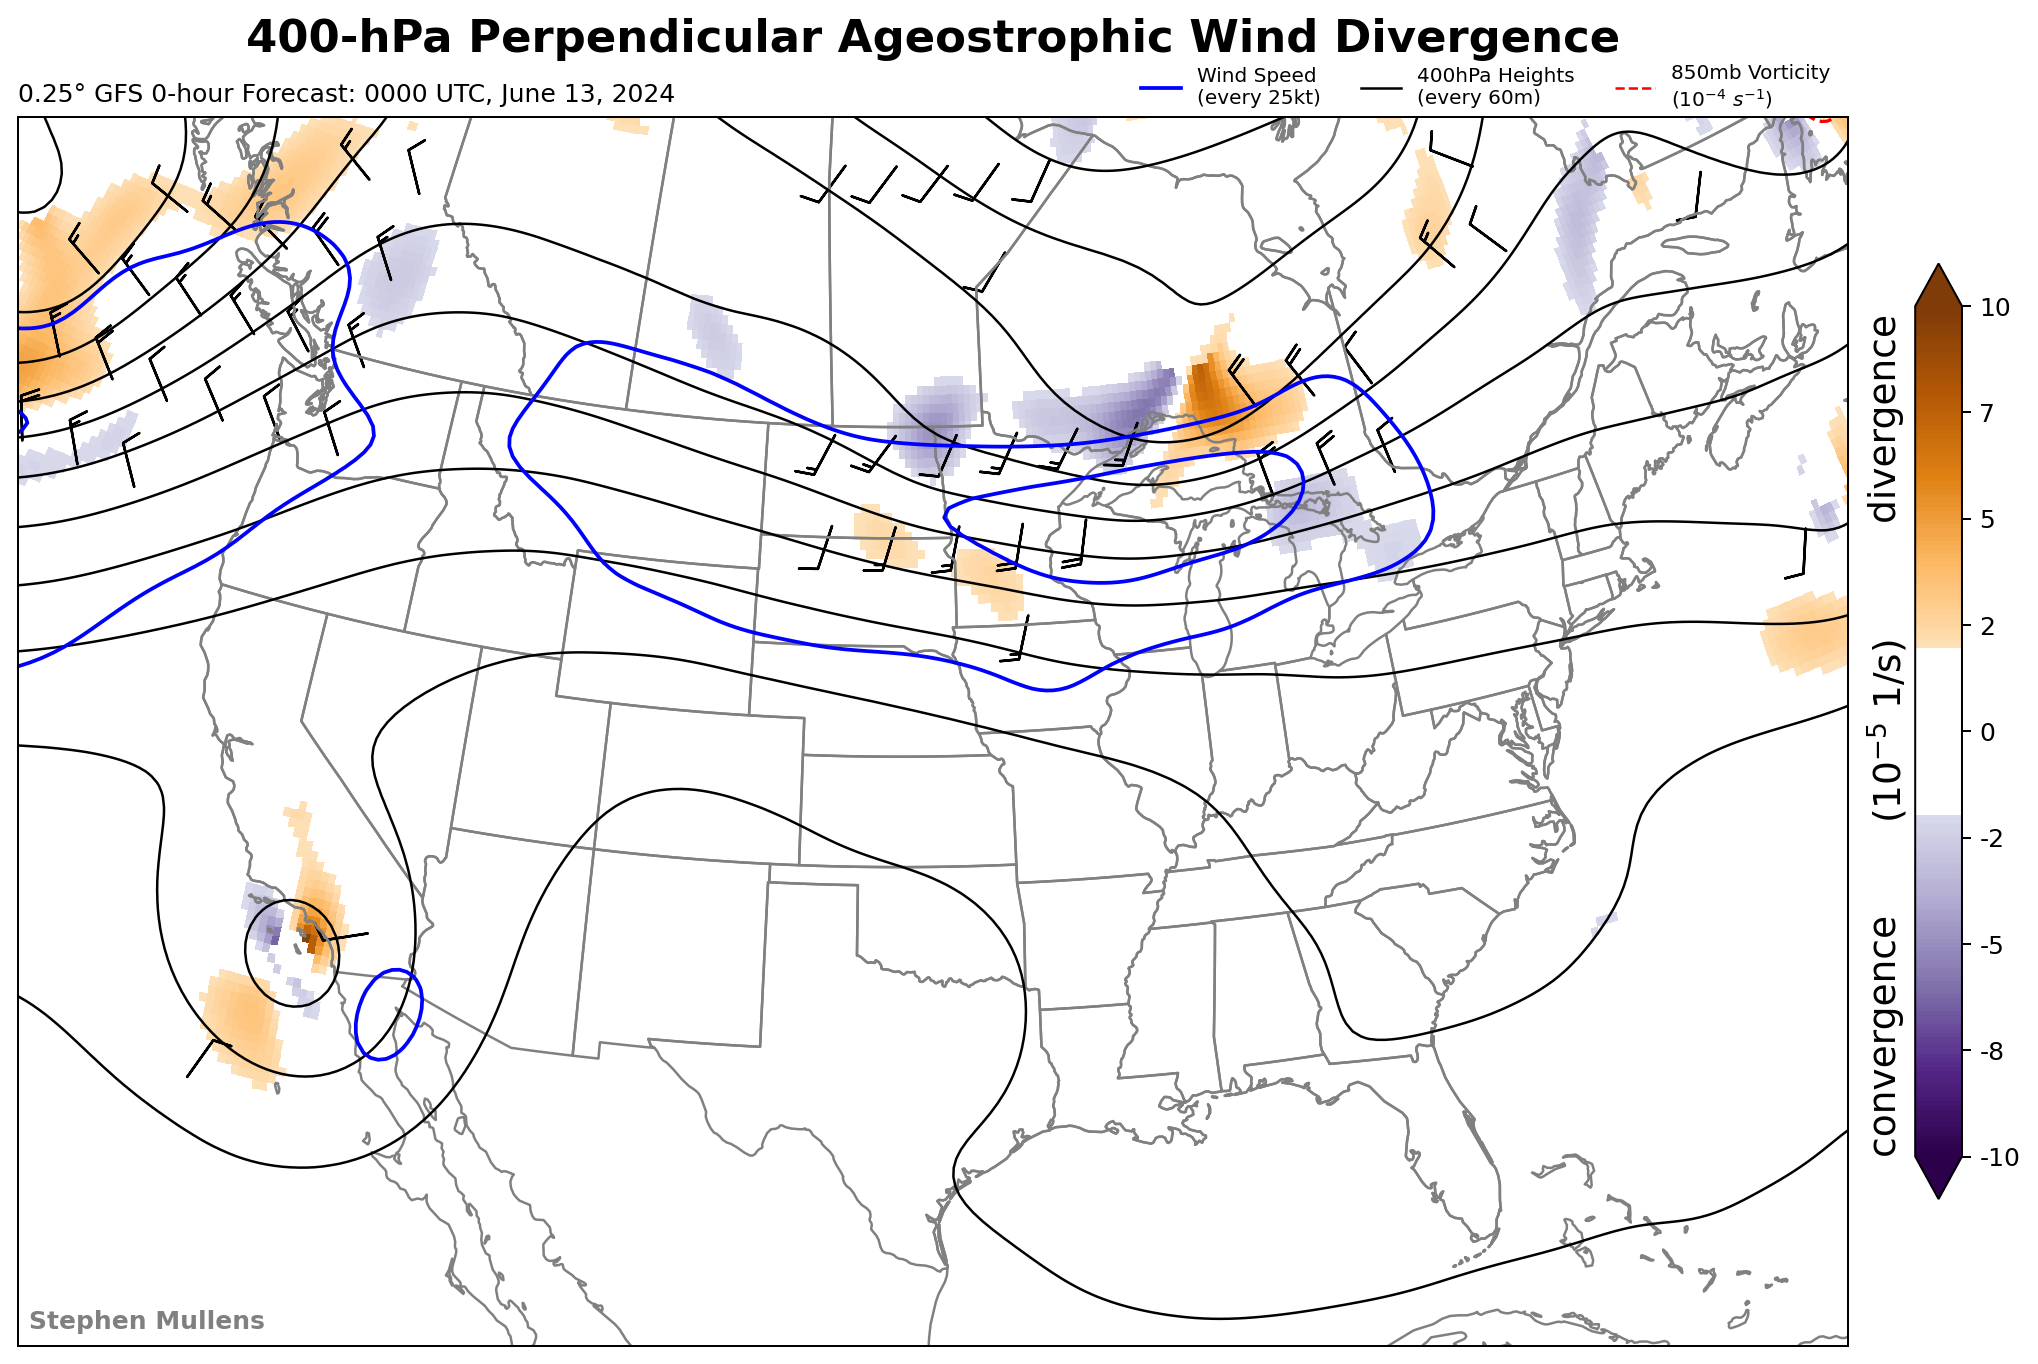 400-hPa Perpendicular Ageostrophic Wind Divergence
0.25° GFS 0-hour Forecast: 0000 UTC, June 13, 2024
Wind Speed
(every 25kt)
400hPa Heights
(every 60m)
850mb Vorticity
(10⁻⁴ s⁻¹)
10
7
5
2
0
-2
-5
-8
-10
convergence (10⁻⁵ 1/s) divergence
Stephen Mullens